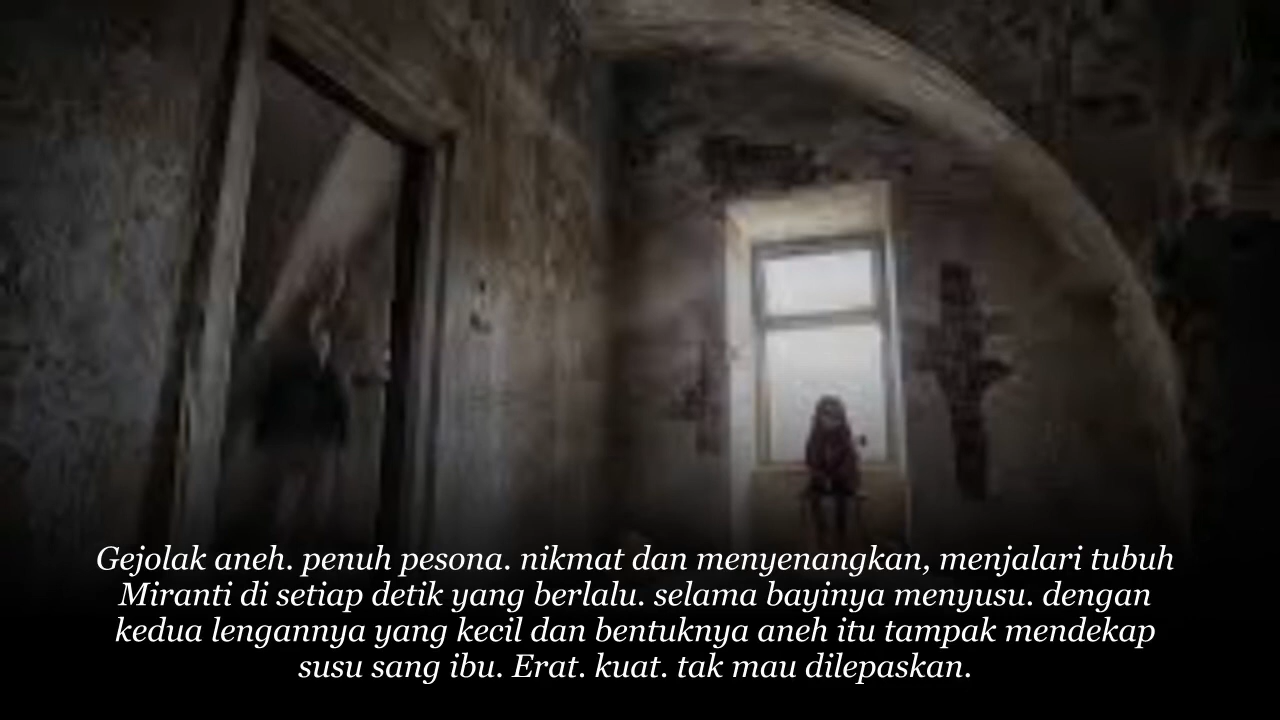 Gejolak aneh. penuh pesona. nikmat dan menyenangkan, menjalari tubuh
Miranti di setiap detik yang berlalu. selama bayinya menyusu. dengan
kedua lengannya yang kecil dan bentuknya aneh itu tampak mendekap
susu sang ibu. Erat. kuat. tak mau dilepaskan.